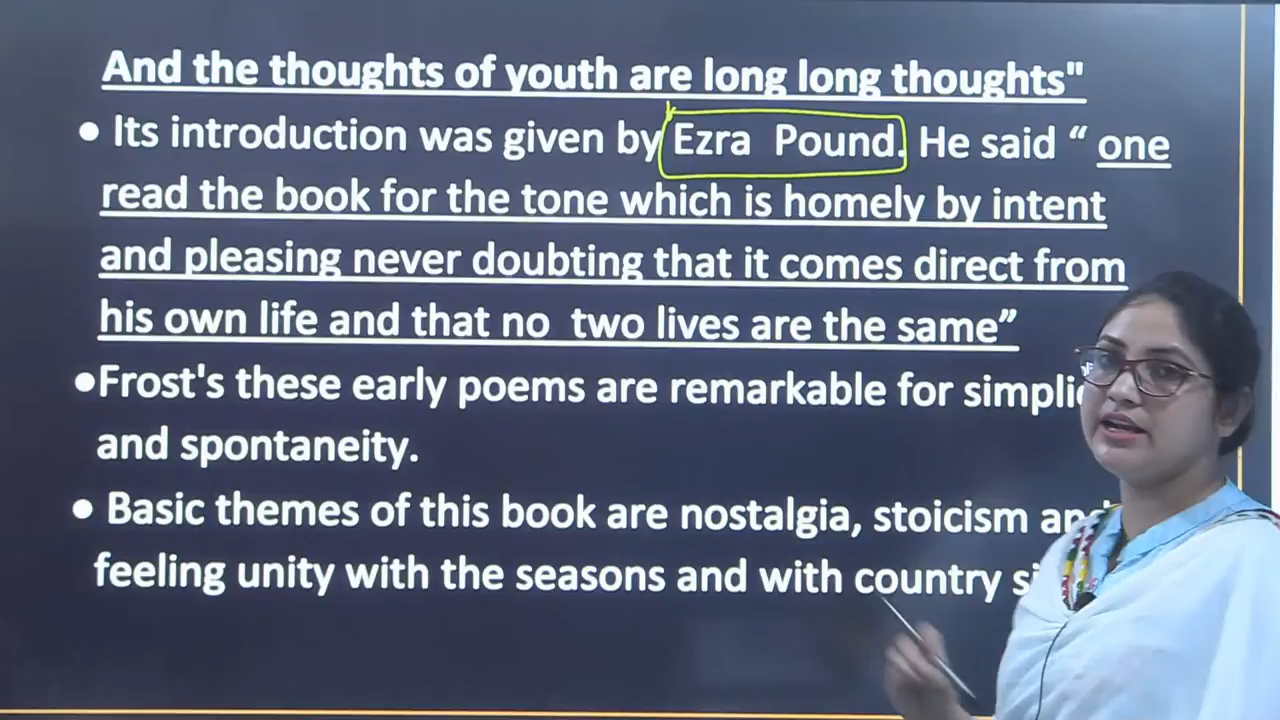 And the thoughts of youth are long long thoughts"
● Its introduction was given by Ezra Pound. He said “ one
read the book for the tone which is homely by intent
and pleasing never doubting that it comes direct from
his own life and that no two lives are the same”
●Frost's these early poems are remarkable for
and spontaneity.
● Basic themes of this book are nostalgia, stoicism and
feeling unity with the seasons and with country